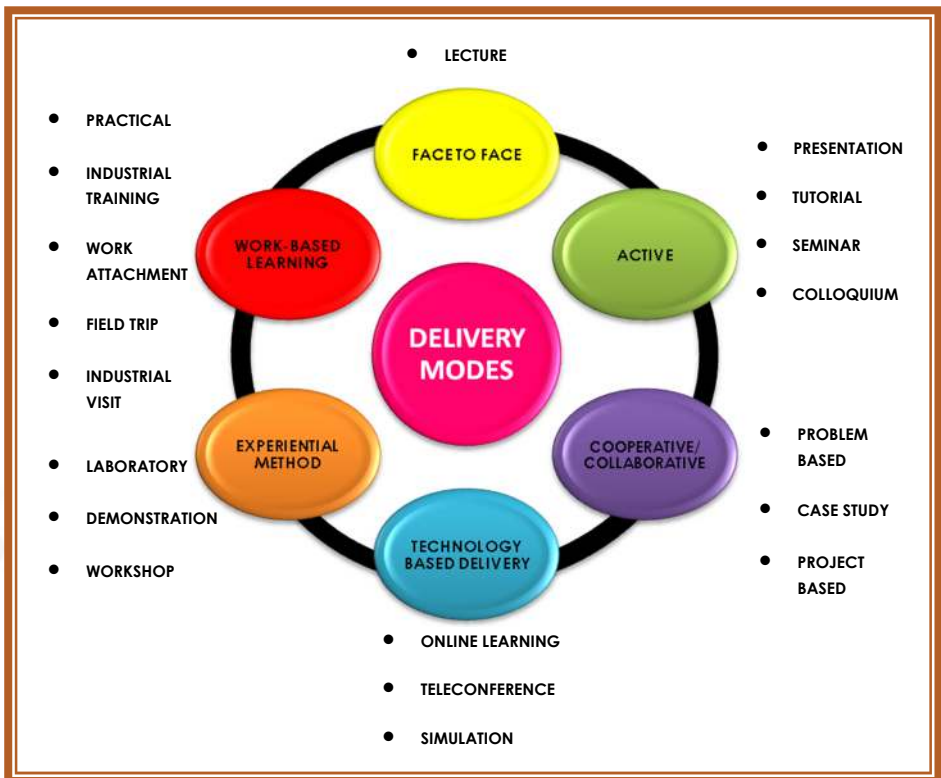 LECTURE
FACE TO FACE
PRACTICAL
INDUSTRIAL
TRAINING
WORK
ATTACHMENT
FIELD TRIP
INDUSTRIAL
VISIT
WORK-BASED
LEARNING
ACTIVE
PRESENTATION
TUTORIAL
SEMINAR
COLLOQUIUM
DELIVERY
MODES
EXPERIENTIAL
METHOD
LABORATORY
DEMONSTRATION
WORKSHOP
COOPERATIVE/
COLLABORATIVE
PROBLEM
BASED
CASE STUDY
PROJECT
BASED
TECHNOLOGY
BASED DELIVERY
ONLINE LEARNING
TELECONFERENCE
SIMULATION